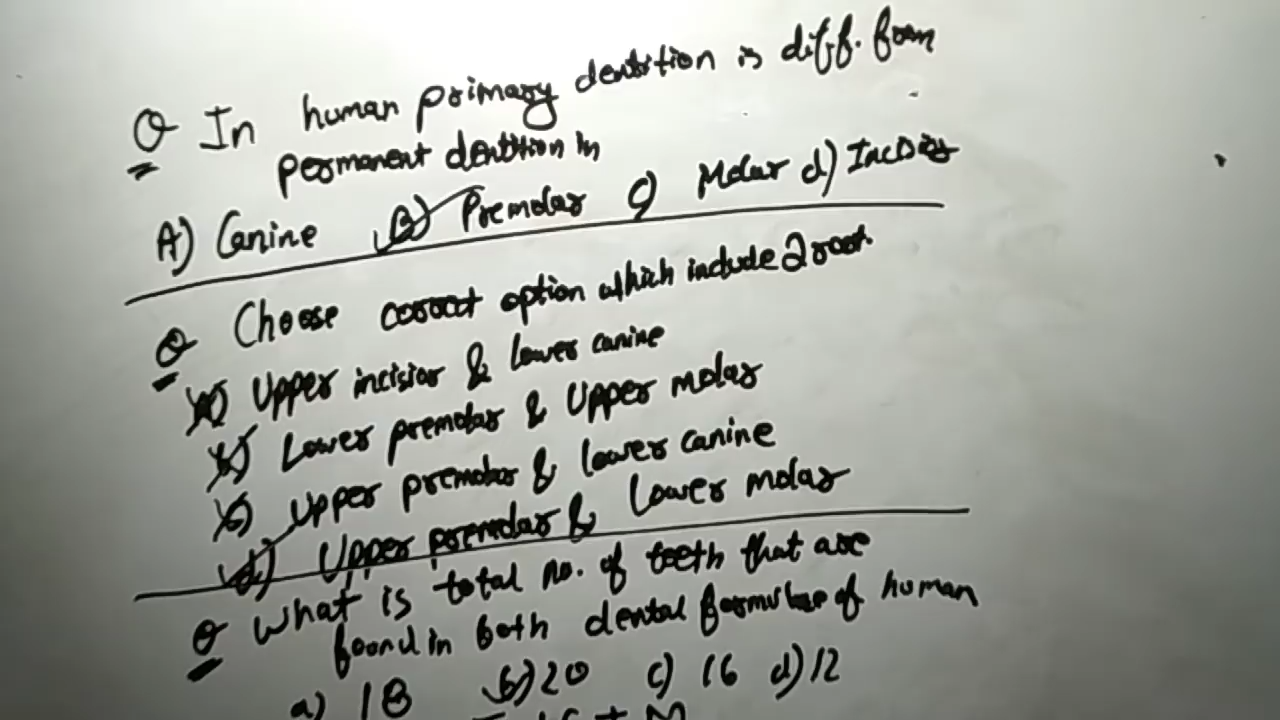 Q In human primary dentition is diff. from
permanent dentition in
A) Canine B) Premolar C) Molar d) Incisior
Q Choose correct option which include 2 root.
a) Upper incisior & lower canine
b) Lower premolar & Upper molar
c) Upper premolar & lower canine
d) Upper premolar & Lower molar
Q What is total no. of teeth that are
found in both dental formulae of human
a) 18 b) 20 c) 16 d) 12